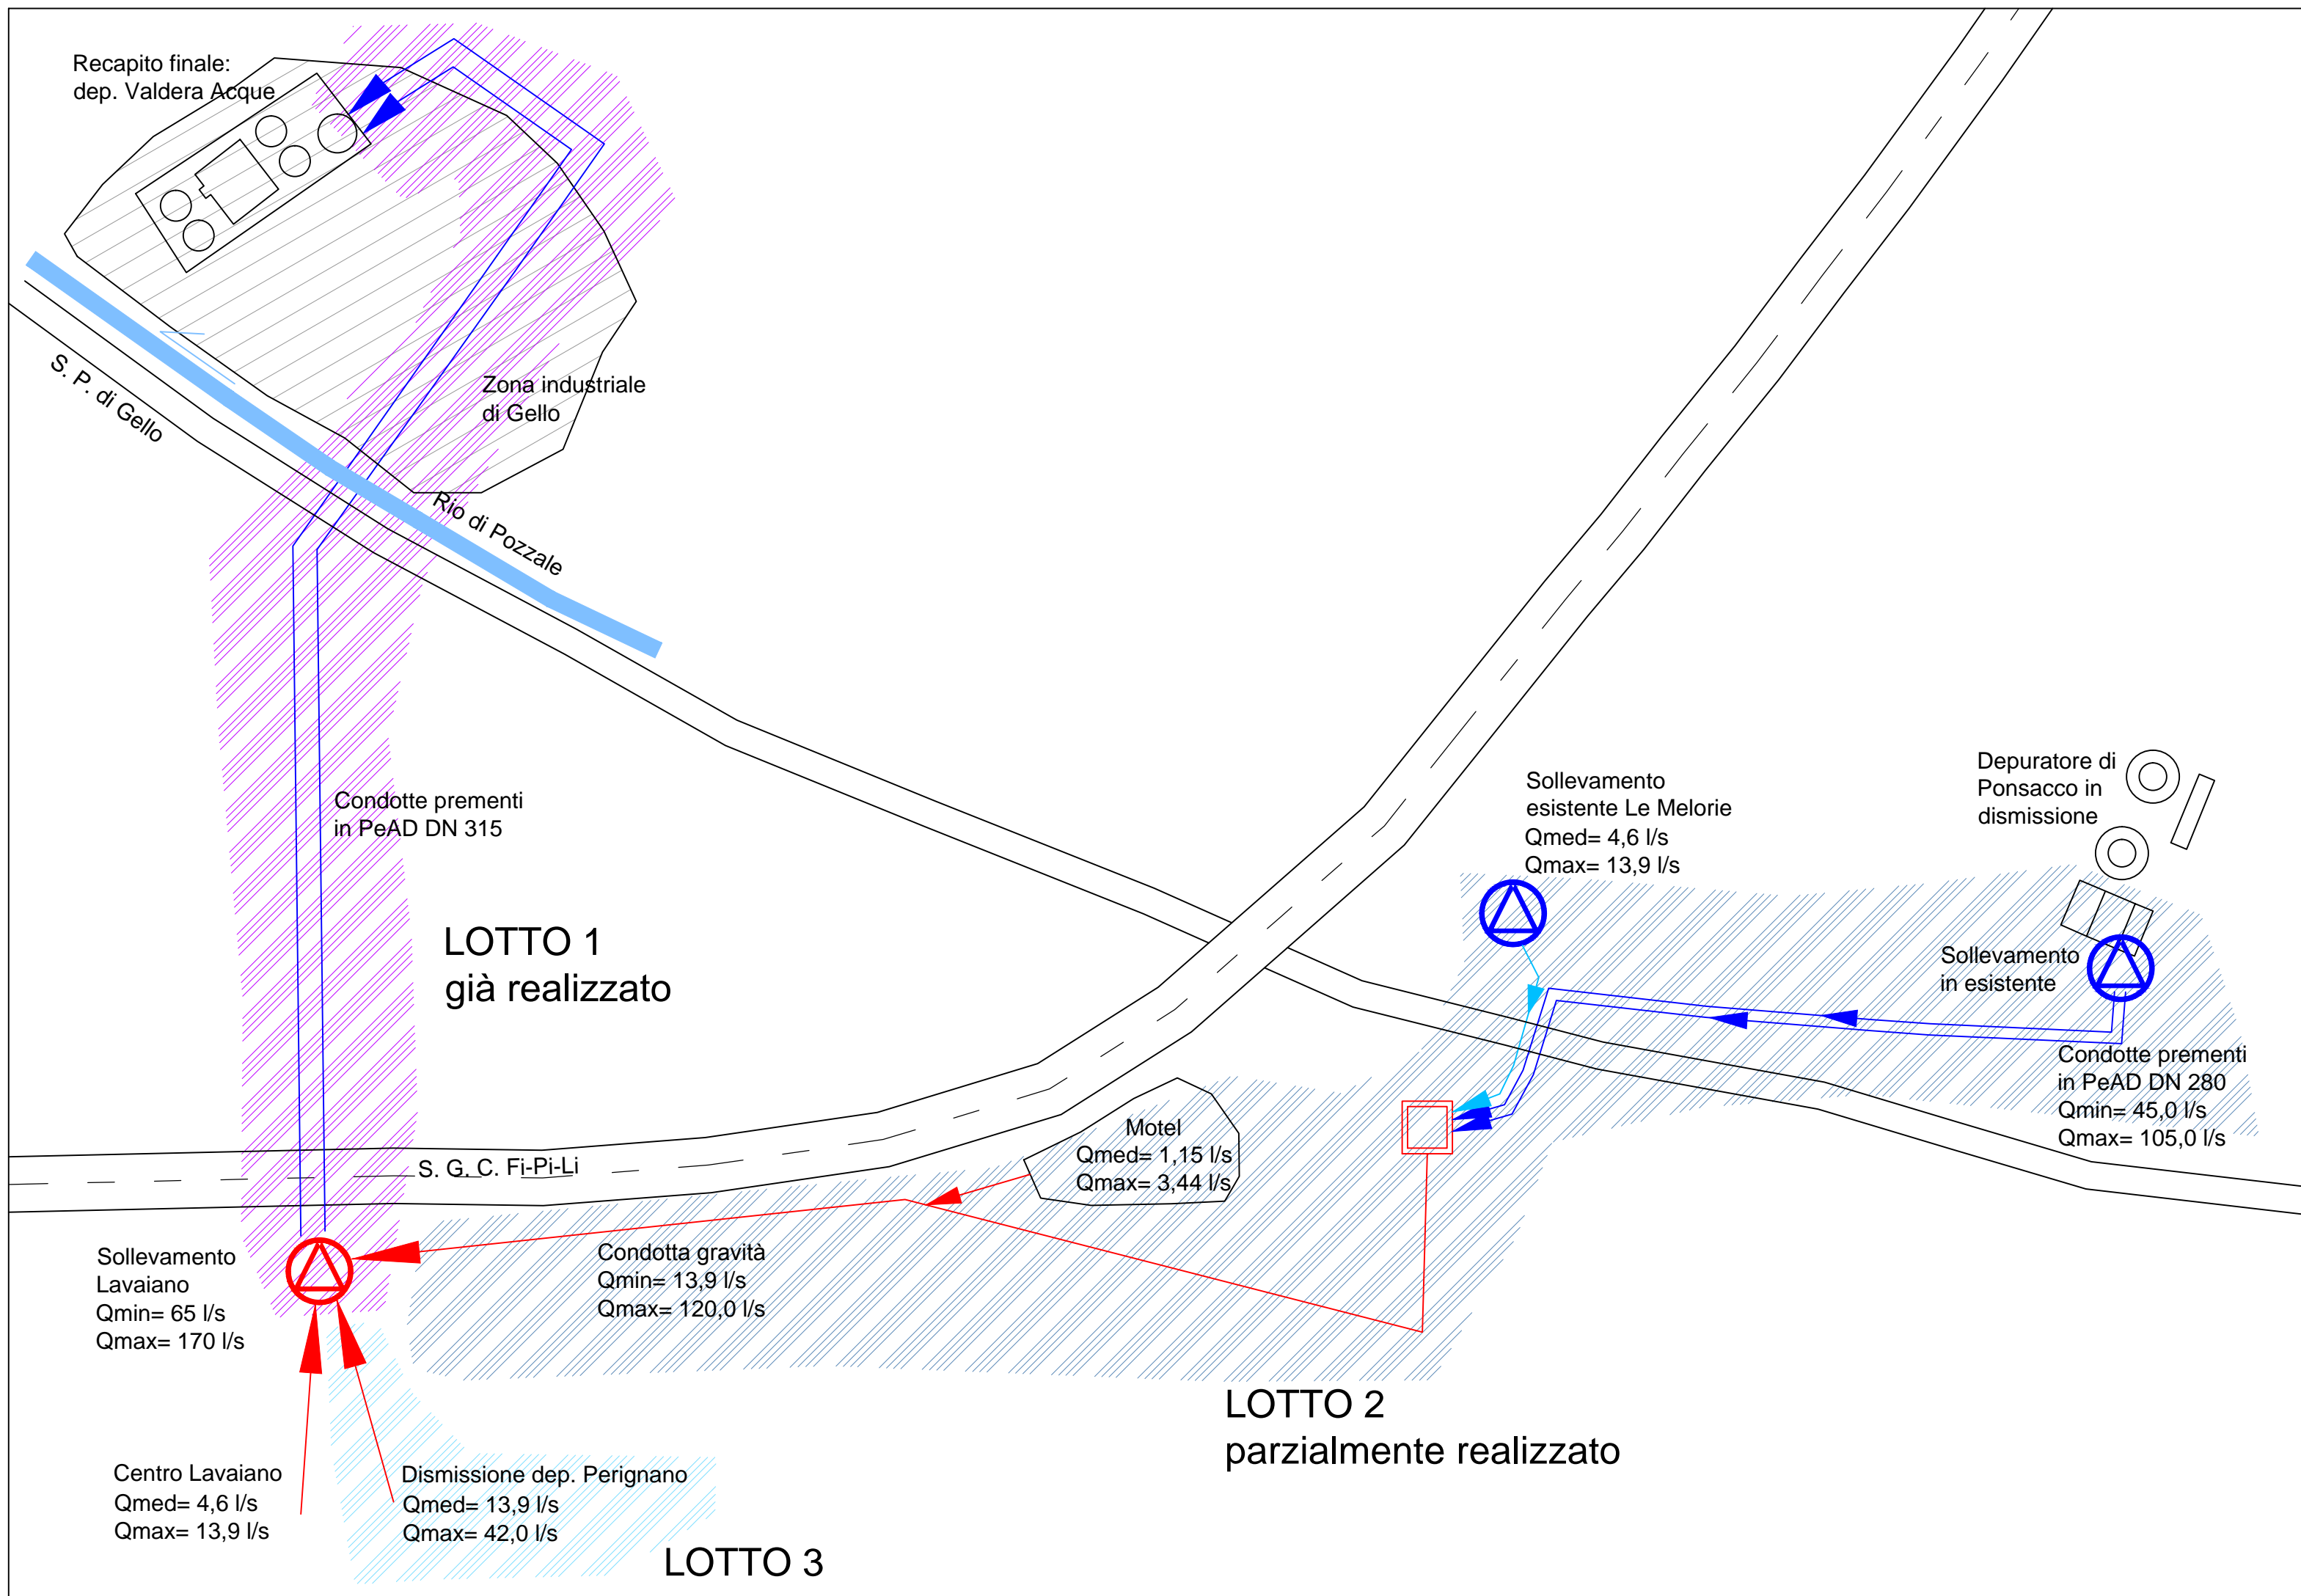 Recapito finale:
dep. Valdera Acque
S. P. di Gello
Zona industriale
di Gello
Rio di Pozzale
Condotte prementi
in PeAD DN 315
LOTTO 1
già realizzato
Sollevamento
esistente Le Melorie
Qmed= 4,6 l/s
Qmax= 13,9 l/s
Depuratore di
Ponsacco in
dismissione
Sollevamento
in esistente
Condotte prementi
in PeAD DN 280
Qmin= 45,0 l/s
Qmax= 105,0 l/s
Motel
Qmed= 1,15 l/s
Qmax= 3,44 l/s
S. G. C. Fi-Pi-Li
Sollevamento
Lavaiano
Qmin= 65 l/s
Qmax= 170 l/s
Condotta gravità
Qmin= 13,9 l/s
Qmax= 120,0 l/s
LOTTO 2
parzialmente realizzato
Centro Lavaiano
Qmed= 4,6 l/s
Qmax= 13,9 l/s
Dismissione dep. Perignano
Qmed= 13,9 l/s
Qmax= 42,0 l/s
LOTTO 3